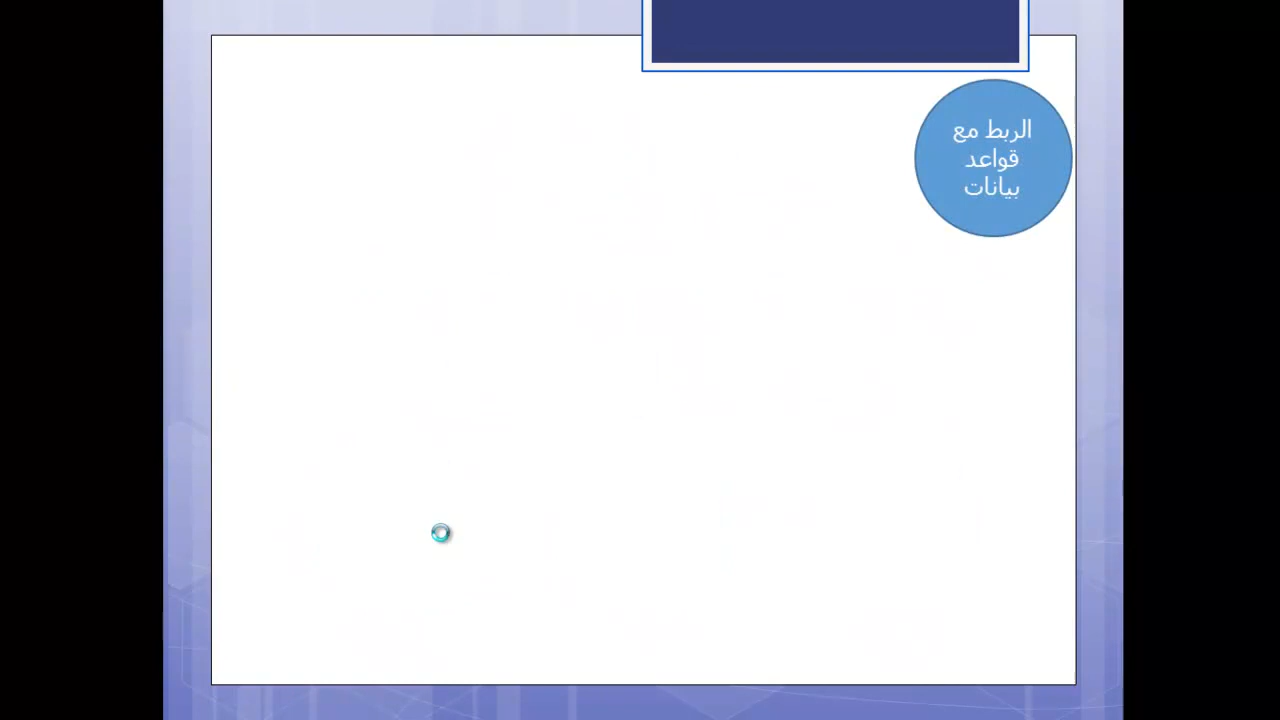 الربط مع
قواعد
بيانات